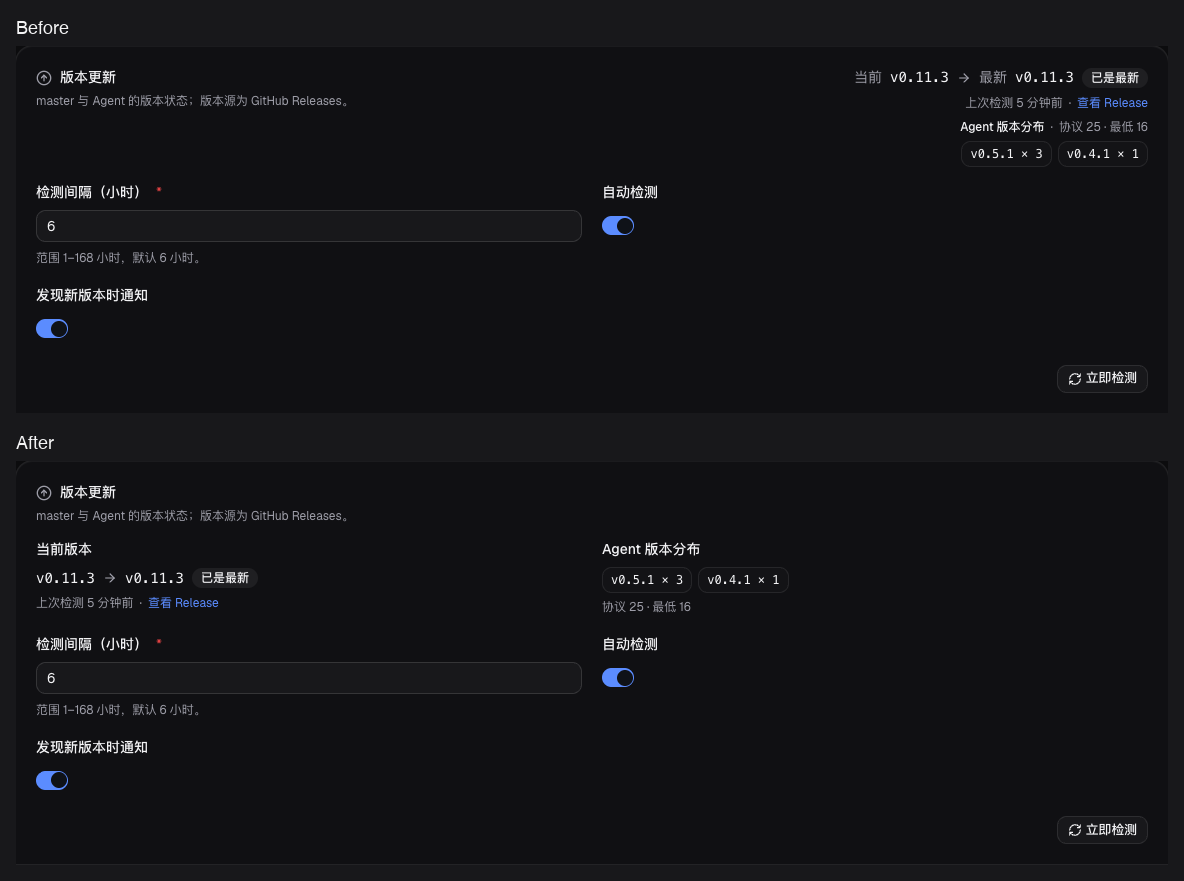 Before
版本更新
master 与 Agent 的版本状态；版本源为 GitHub Releases。
当前 v0.11.3 → 最新 v0.11.3 已是最新
上次检测 5 分钟前 · 查看 Release
Agent 版本分布 · 协议 25 · 最低 16
v0.5.1 × 3 v0.4.1 × 1
检测间隔（小时） *
6
范围 1–168 小时，默认 6 小时。
自动检测
发现新版本时通知
立即检测
After
版本更新
master 与 Agent 的版本状态；版本源为 GitHub Releases。
当前版本
v0.11.3 → v0.11.3 已是最新
上次检测 5 分钟前 · 查看 Release
Agent 版本分布
v0.5.1 × 3 v0.4.1 × 1
协议 25 · 最低 16
检测间隔（小时） *
6
范围 1–168 小时，默认 6 小时。
自动检测
发现新版本时通知
立即检测